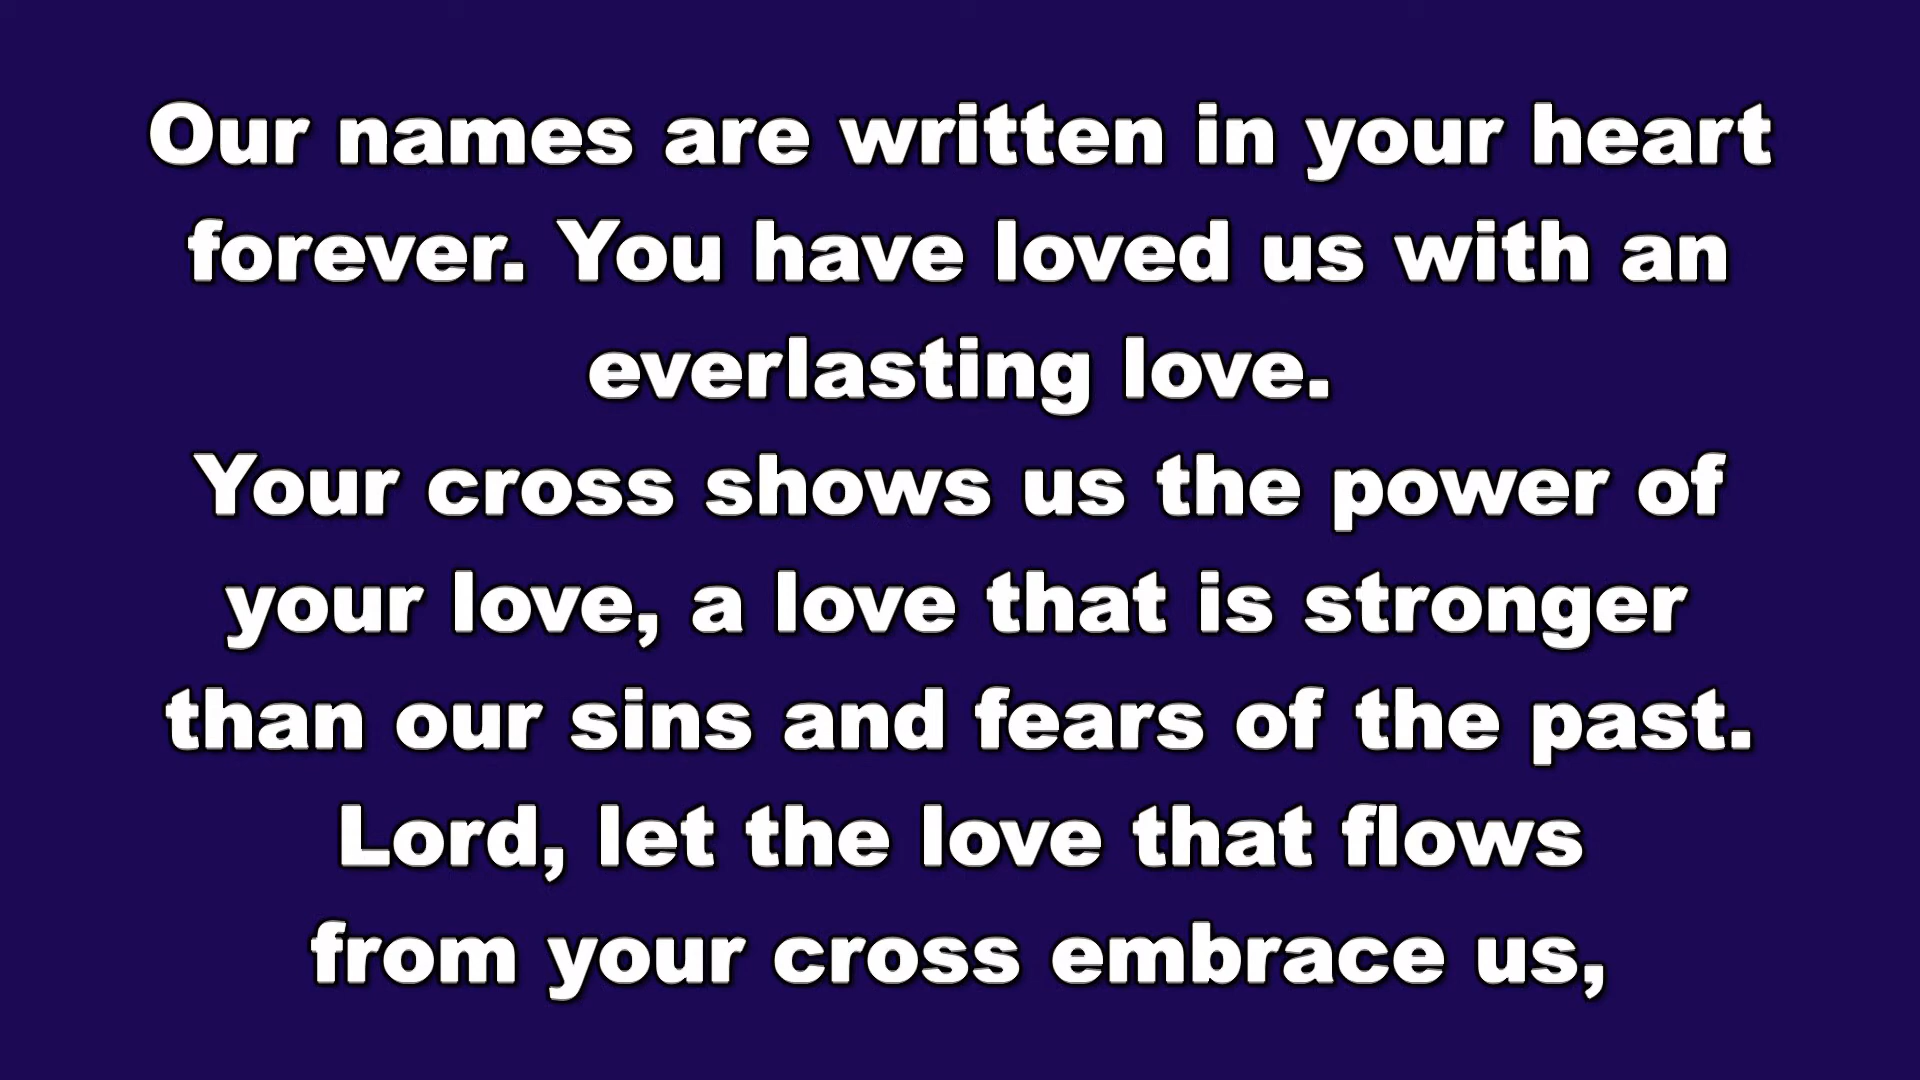 Our names are written in your heart
forever. You have loved us with an
everlasting love.
Your cross shows us the power of
your love, a love that is stronger
than our sins and fears of the past.
Lord, let the love that flows
from your cross embrace us,